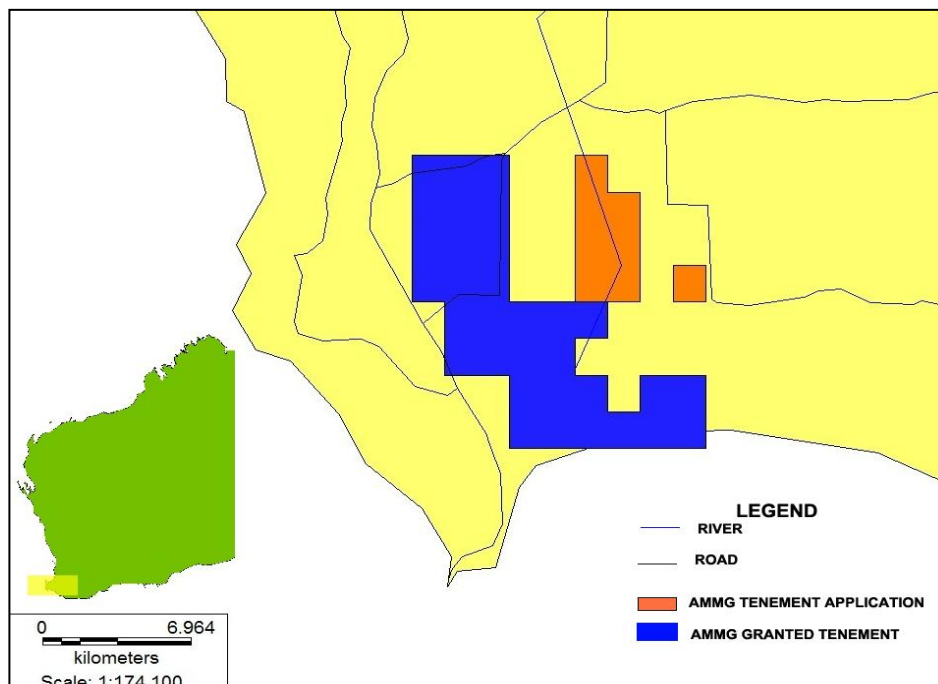 LEGEND
RIVER
ROAD
AMMG TENEMENT APPLICATION
AMMG GRANTED TENEMENT
0 6.964
kilometers
Scale: 1:174,100